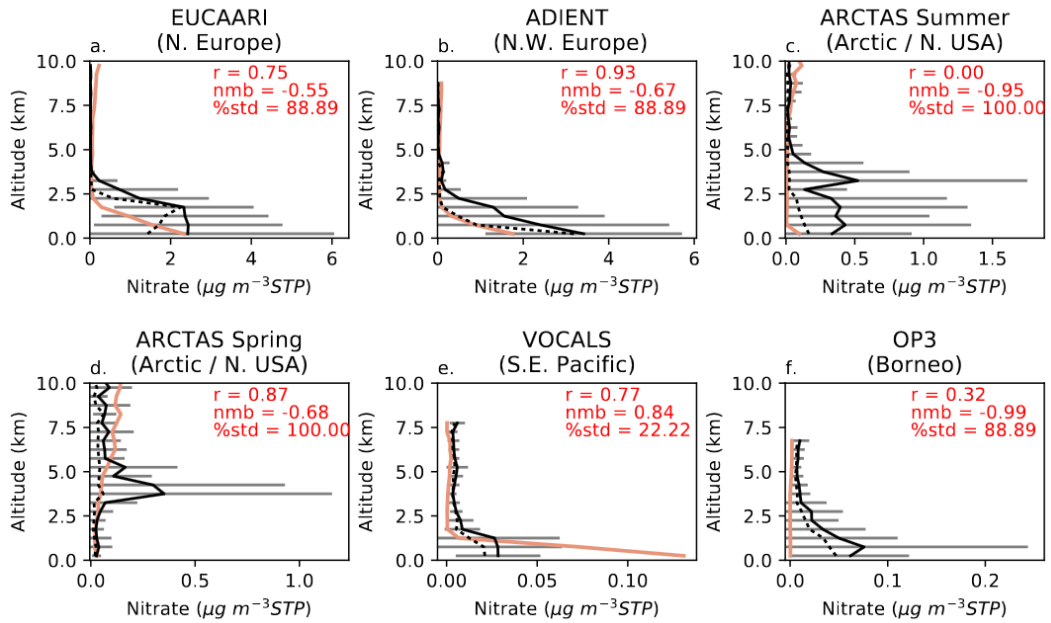 EUCAARI
(N. Europe)
a.
r = 0.75
nmb = -0.55
%std = 88.89
10.0
7.5
5.0
2.5
0.0
Altitude (km)
0 2 4 6
Nitrate (μg m⁻³STP)
ADIENT
(N.W. Europe)
b.
r = 0.93
nmb = -0.67
%std = 88.89
10.0
7.5
5.0
2.5
0.0
Altitude (km)
0 2 4 6
Nitrate (μg m⁻³STP)
ARCTAS Summer
(Arctic / N. USA)
c.
r = 0.00
nmb = -0.95
%std = 100.00
10.0
7.5
5.0
2.5
0.0
Altitude (km)
0.0 0.5 1.0 1.5
Nitrate (μg m⁻³STP)
ARCTAS Spring
(Arctic / N. USA)
d.
r = 0.87
nmb = -0.68
%std = 100.00
10.0
7.5
5.0
2.5
0.0
Altitude (km)
0.0 0.5 1.0
Nitrate (μg m⁻³STP)
VOCALS
(S.E. Pacific)
e.
r = 0.77
nmb = 0.84
%std = 22.22
10.0
7.5
5.0
2.5
0.0
Altitude (km)
0.00 0.05 0.10
Nitrate (μg m⁻³STP)
OP3
(Borneo)
f.
r = 0.32
nmb = -0.99
%std = 88.89
10.0
7.5
5.0
2.5
0.0
Altitude (km)
0.0 0.1 0.2
Nitrate (μg m⁻³STP)